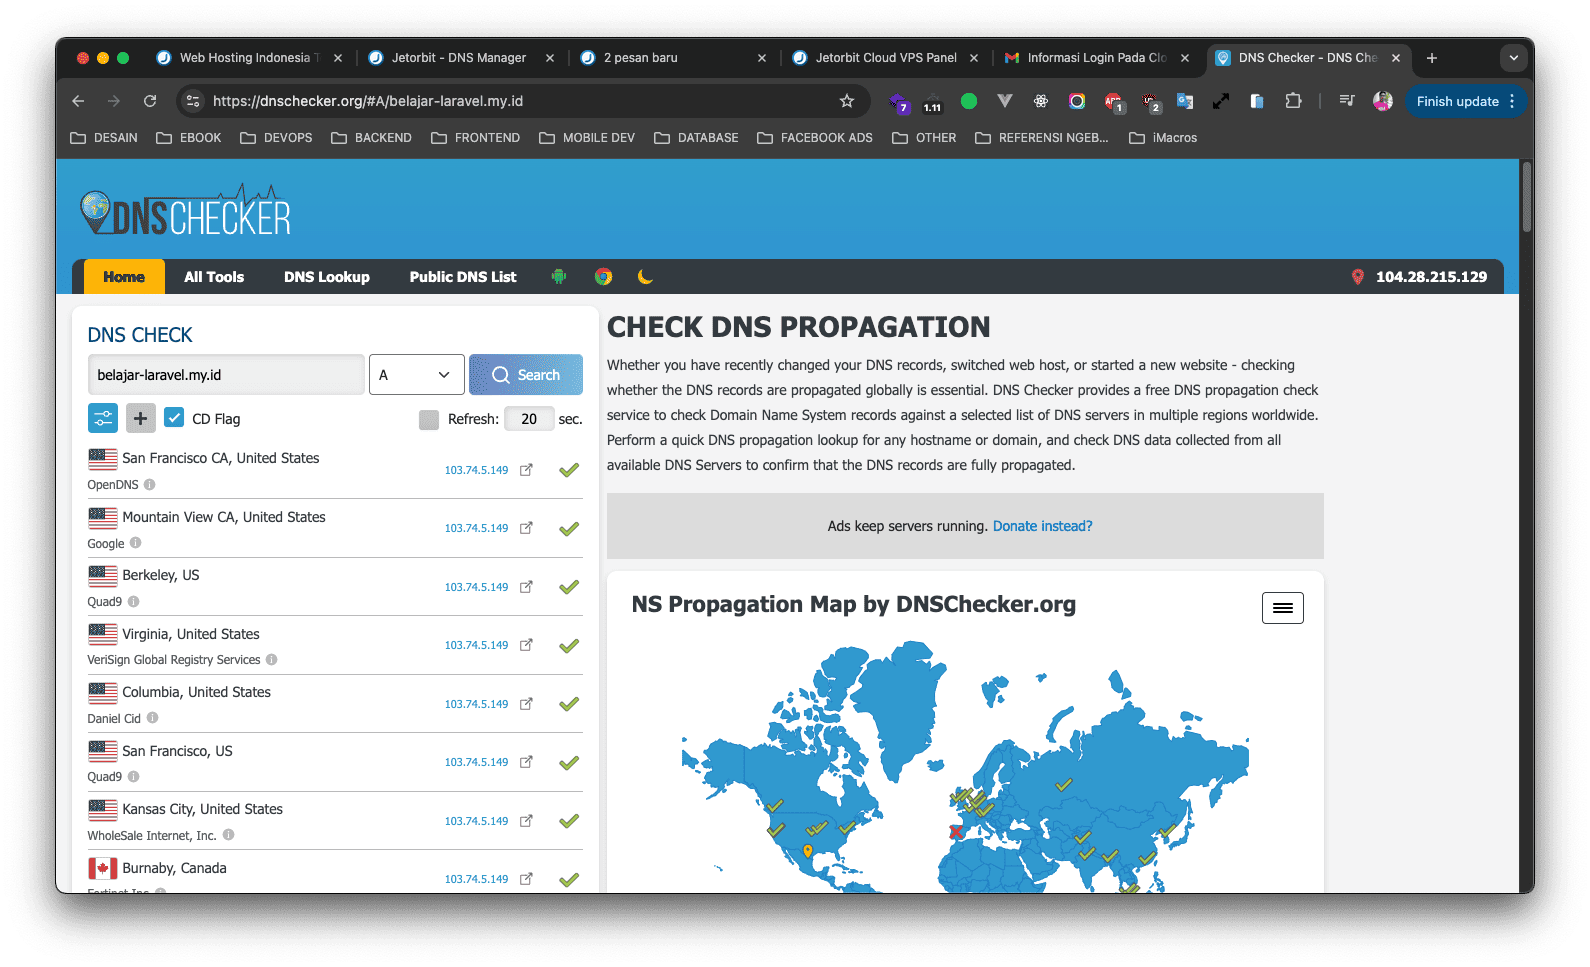 Web Hosting Indonesia T
Jetorbit - DNS Manager
2 pesan baru
Jetorbit Cloud VPS Panel
Informasi Login Pada Clo
DNS Checker - DNS Che
https://dnschecker.org/#A/belajar-laravel.my.id
7
1.11
1
2
Finish update
DESAIN
EBOOK
DEVOPS
BACKEND
FRONTEND
MOBILE DEV
DATABASE
FACEBOOK ADS
OTHER
REFERENSI NGEB...
iMacros
DNSCHECKER
Home
All Tools
DNS Lookup
Public DNS List
104.28.215.129
DNS CHECK
belajar-laravel.my.id
A
Search
CD Flag
Refresh: 20 sec.
San Francisco CA, United States
OpenDNS
103.74.5.149
Mountain View CA, United States
Google
103.74.5.149
Berkeley, US
Quad9
103.74.5.149
Virginia, United States
VeriSign Global Registry Services
103.74.5.149
Columbia, United States
Daniel Cid
103.74.5.149
San Francisco, US
Quad9
103.74.5.149
Kansas City, United States
WholeSale Internet, Inc.
103.74.5.149
Burnaby, Canada
Fortinet Inc
103.74.5.149
CHECK DNS PROPAGATION
Whether you have recently changed your DNS records, switched web host, or started a new website - checking
whether the DNS records are propagated globally is essential. DNS Checker provides a free DNS propagation check
service to check Domain Name System records against a selected list of DNS servers in multiple regions worldwide.
Perform a quick DNS propagation lookup for any hostname or domain, and check DNS data collected from all
available DNS Servers to confirm that the DNS records are fully propagated.
Ads keep servers running. Donate instead?
NS Propagation Map by DNSChecker.org